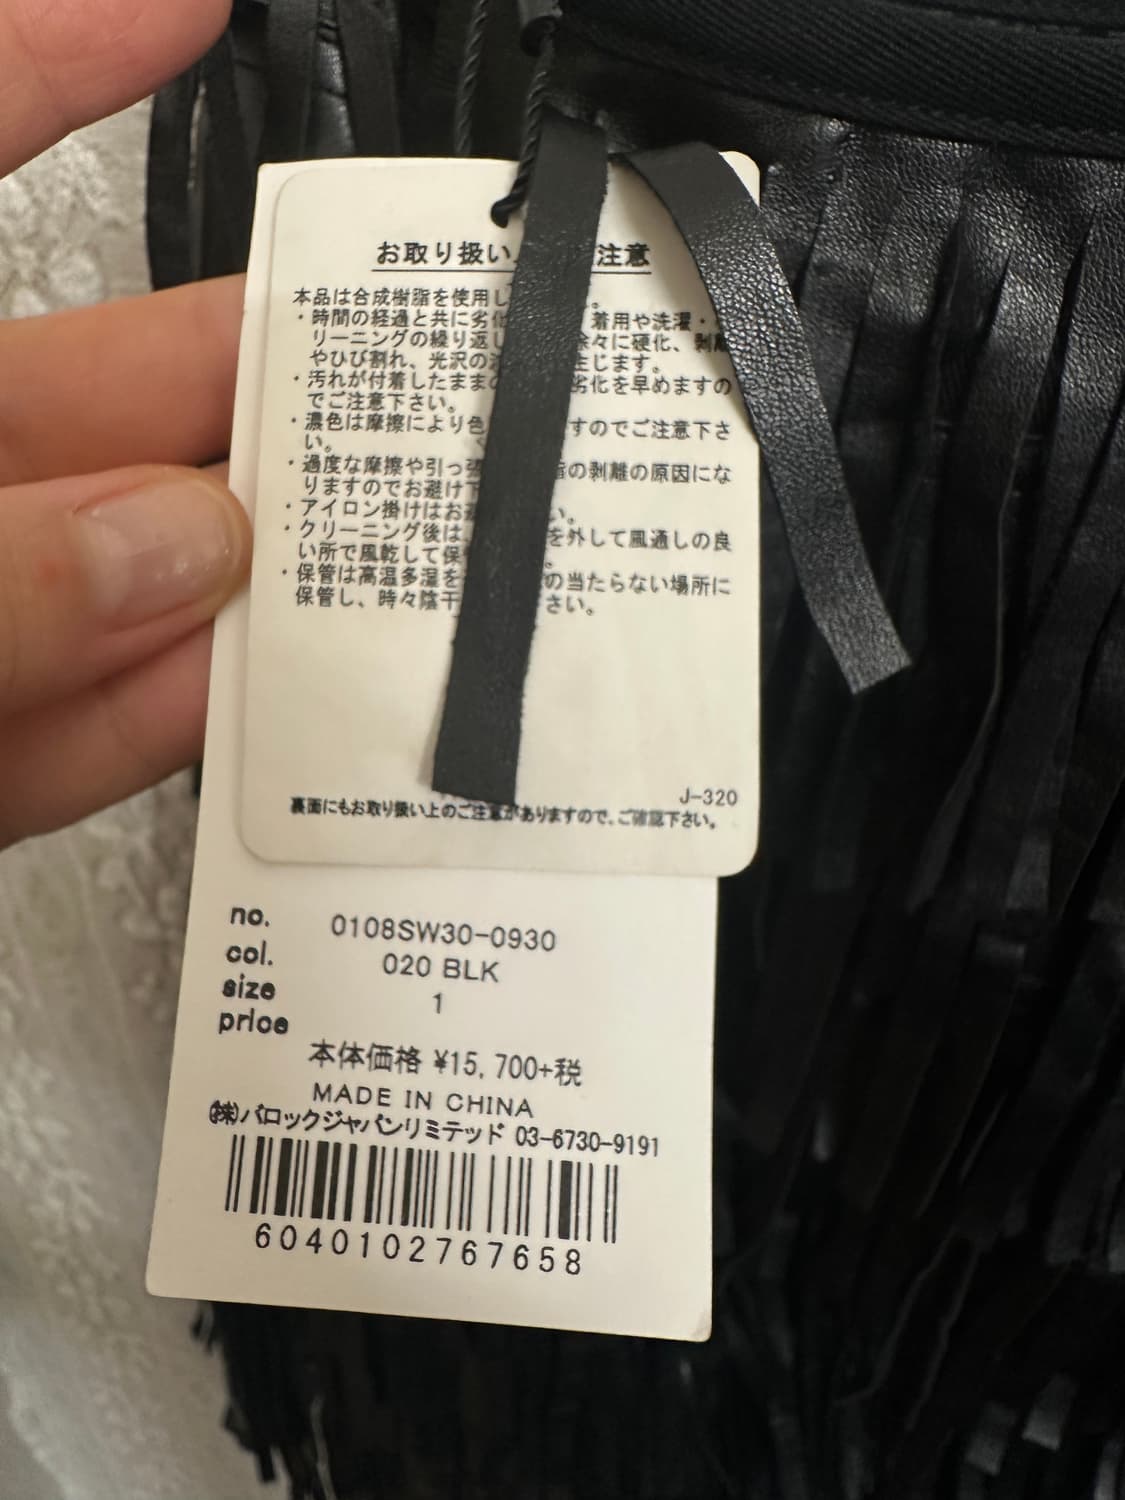 お取り扱い 注意
本品は合成樹脂を使用し 。
・時間の経過と共に劣化 着用や洗濯・
リーニングの繰り返し 徐々に硬化、剥離
やひび割れ、光沢の 生じます。
・汚れが付着したままの 劣化を早めますの
でご注意下さい。
・濃色は摩擦により色 すのでご注意下さ
い。
・過度な摩擦や引っ張 の剥離の原因にな
りますのでお避け下
・アイロン掛けはお避 い。
・クリーニング後は、 を外して風通しの良
い所で風乾して保 。
・保管は高温多湿を の当たらない場所に
保管し、時々陰干 さい。
J-320
裏面にもお取り扱い上のご注意がありますので、ご確認下さい。
no. 0108SW30-0930
col. 020 BLK
size 1
price
本体価格 ¥15,700+税
MADE IN CHINA
㈱バロックジャパンリミテッド 03-6730-9191
6040102767658